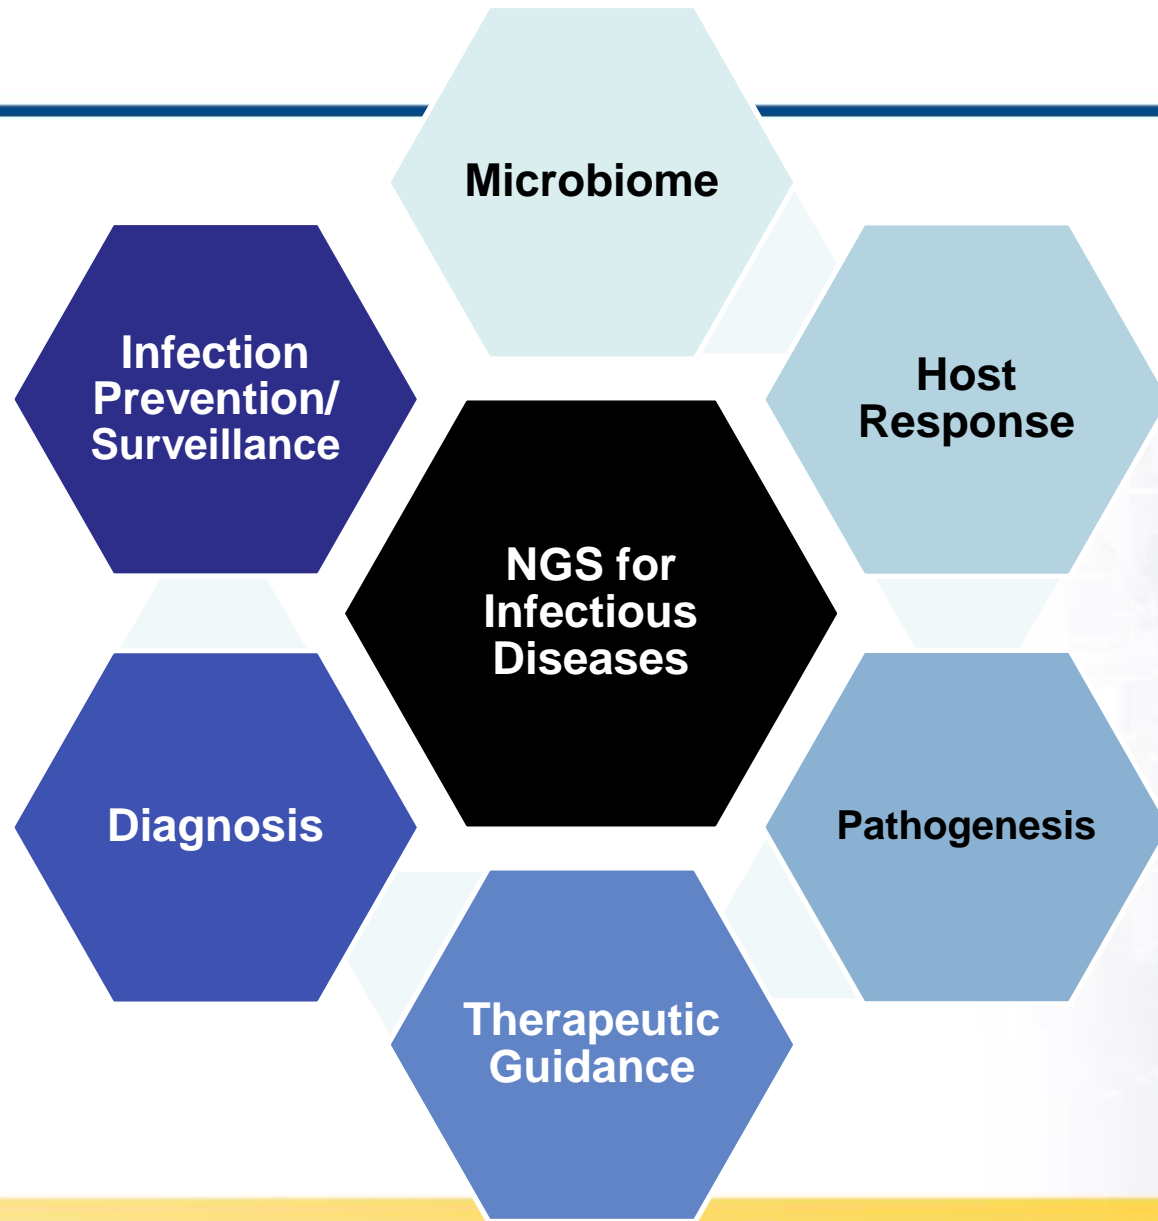 Microbiome
Infection
Prevention/
Surveillance
Host
Response
NGS for
Infectious
Diseases
Diagnosis
Pathogenesis
Therapeutic
Guidance